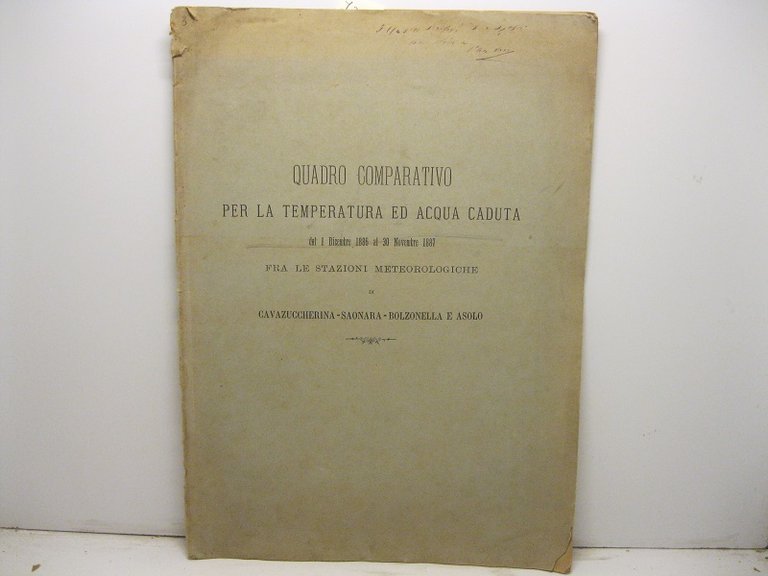 QUADRO COMPARATIVO
PER LA TEMPERATURA ED ACQUA CADUTA
dal 1 Dicembre 1886 al 30 Novembre 1887
FRA LE STAZIONI METEOROLOGICHE
DI
CAVAZUCCHERINA - SAONARA - BOLZONELLA E ASOLO